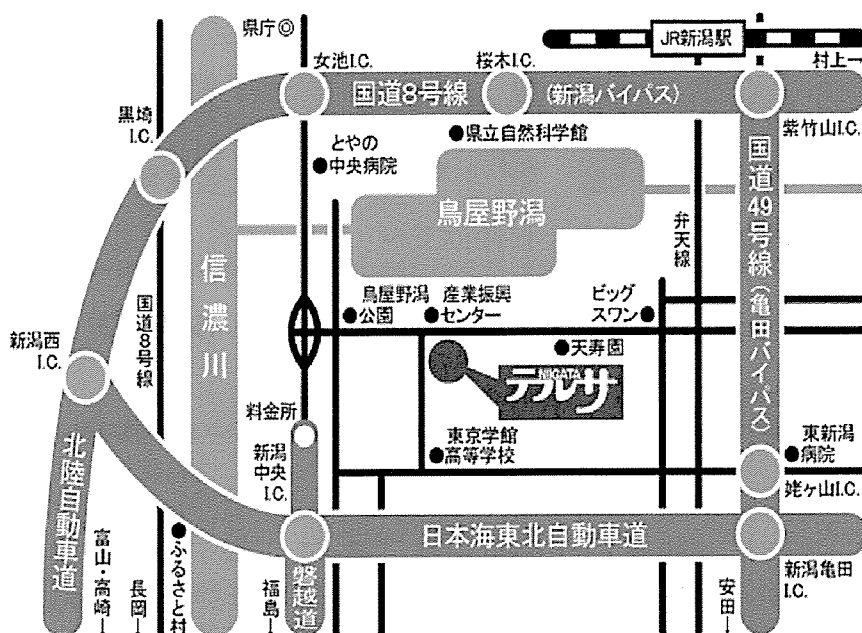 県庁◎
JR新潟駅
女池I.C.
桜木I.C.
村上→
国道8号線
(新潟バイパス)
黒埼
I.C.
紫竹山I.C.
●県立自然科学館
とやの
●中央病院
鳥屋野潟
国道49号線(亀田バイパス)
弁天線
信濃川
国道8号線
鳥屋野潟
●公園
産業振興
●センター
ビッグ
スワン●
新潟西
I.C.
●天寿園
NIIGATA
テルサ
料金所
東京学館
●高等学校
新潟
中央
I.C.
東新潟
●病院
姥ヶ山I.C.
北陸自動車道
日本海東北自動車道
富山・高崎→
長岡→
●ふるさと村
福島→
磐越道
安田→
新潟亀田
I.C.